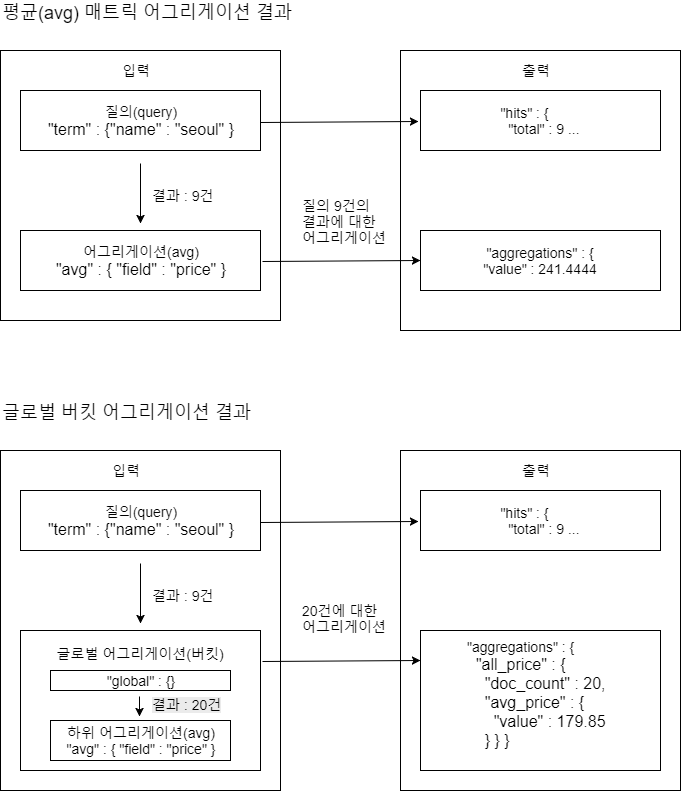 평균(avg) 매트릭 어그리게이션 결과
입력
질의(query)
"term" : {"name" : "seoul" }
결과 : 9건
어그리게이션(avg)
"avg" : { "field" : "price" }
질의 9건의
결과에 대한
어그리게이션
출력
"hits" : {
"total" : 9 ...
"aggregations" : {
"value" : 241.4444
글로벌 버킷 어그리게이션 결과
입력
질의(query)
"term" : {"name" : "seoul" }
결과 : 9건
글로벌 어그리게이션(버킷)
"global" : {}
결과 : 20건
하위 어그리게이션(avg)
"avg" : { "field" : "price" }
20건에 대한
어그리게이션
출력
"hits" : {
"total" : 9 ...
"aggregations" : {
"all_price" : {
"doc_count" : 20,
"avg_price" : {
"value" : 179.85
} } }